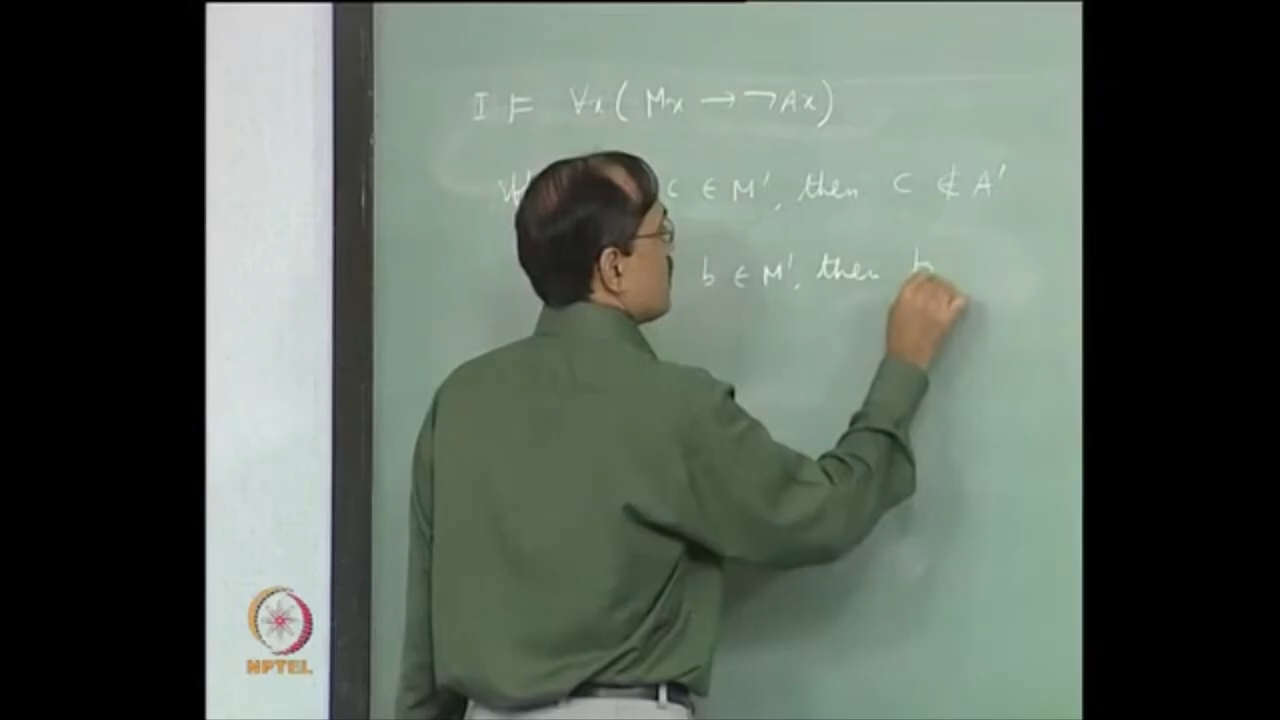 I ⊨ ∀x ( Mx → ¬Ax )
c ∈ M', then c ∉ A'
b ∈ M', then b
NPTEL